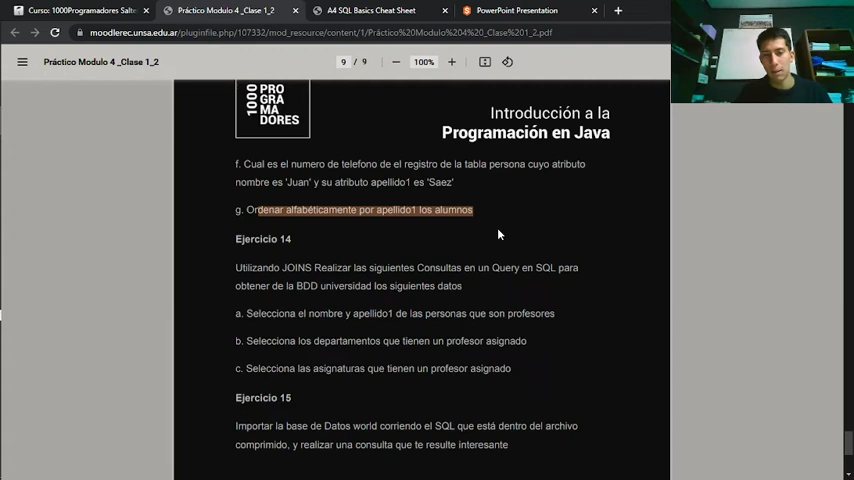 Curso: 1000Programadores Salte
Práctico Modulo 4 _Clase 1_2
A4 SQL Basics Cheat Sheet
PowerPoint Presentation
moodlerec.unsa.edu.ar/pluginfile.php/107332/mod_resource/content/1/Práctico%20Modulo%204%20_Clase%201_2.pdf
Práctico Modulo 4 _Clase 1_2
9 / 9
100%
1000 PRO
GRA
MA
DORES
Introducción a la
Programación en Java
f. Cual es el numero de telefono de el registro de la tabla persona cuyo atributo
nombre es 'Juan' y su atributo apellido1 es 'Saez'
g. Ordenar alfabéticamente por apellido1 los alumnos
Ejercicio 14
Utilizando JOINS Realizar las siguientes Consultas en un Query en SQL para
obtener de la BDD universidad los siguientes datos
a. Selecciona el nombre y apellido1 de las personas que son profesores
b. Selecciona los departamentos que tienen un profesor asignado
c. Selecciona las asignaturas que tienen un profesor asignado
Ejercicio 15
Importar la base de Datos world corriendo el SQL que está dentro del archivo
comprimido, y realizar una consulta que te resulte interesante